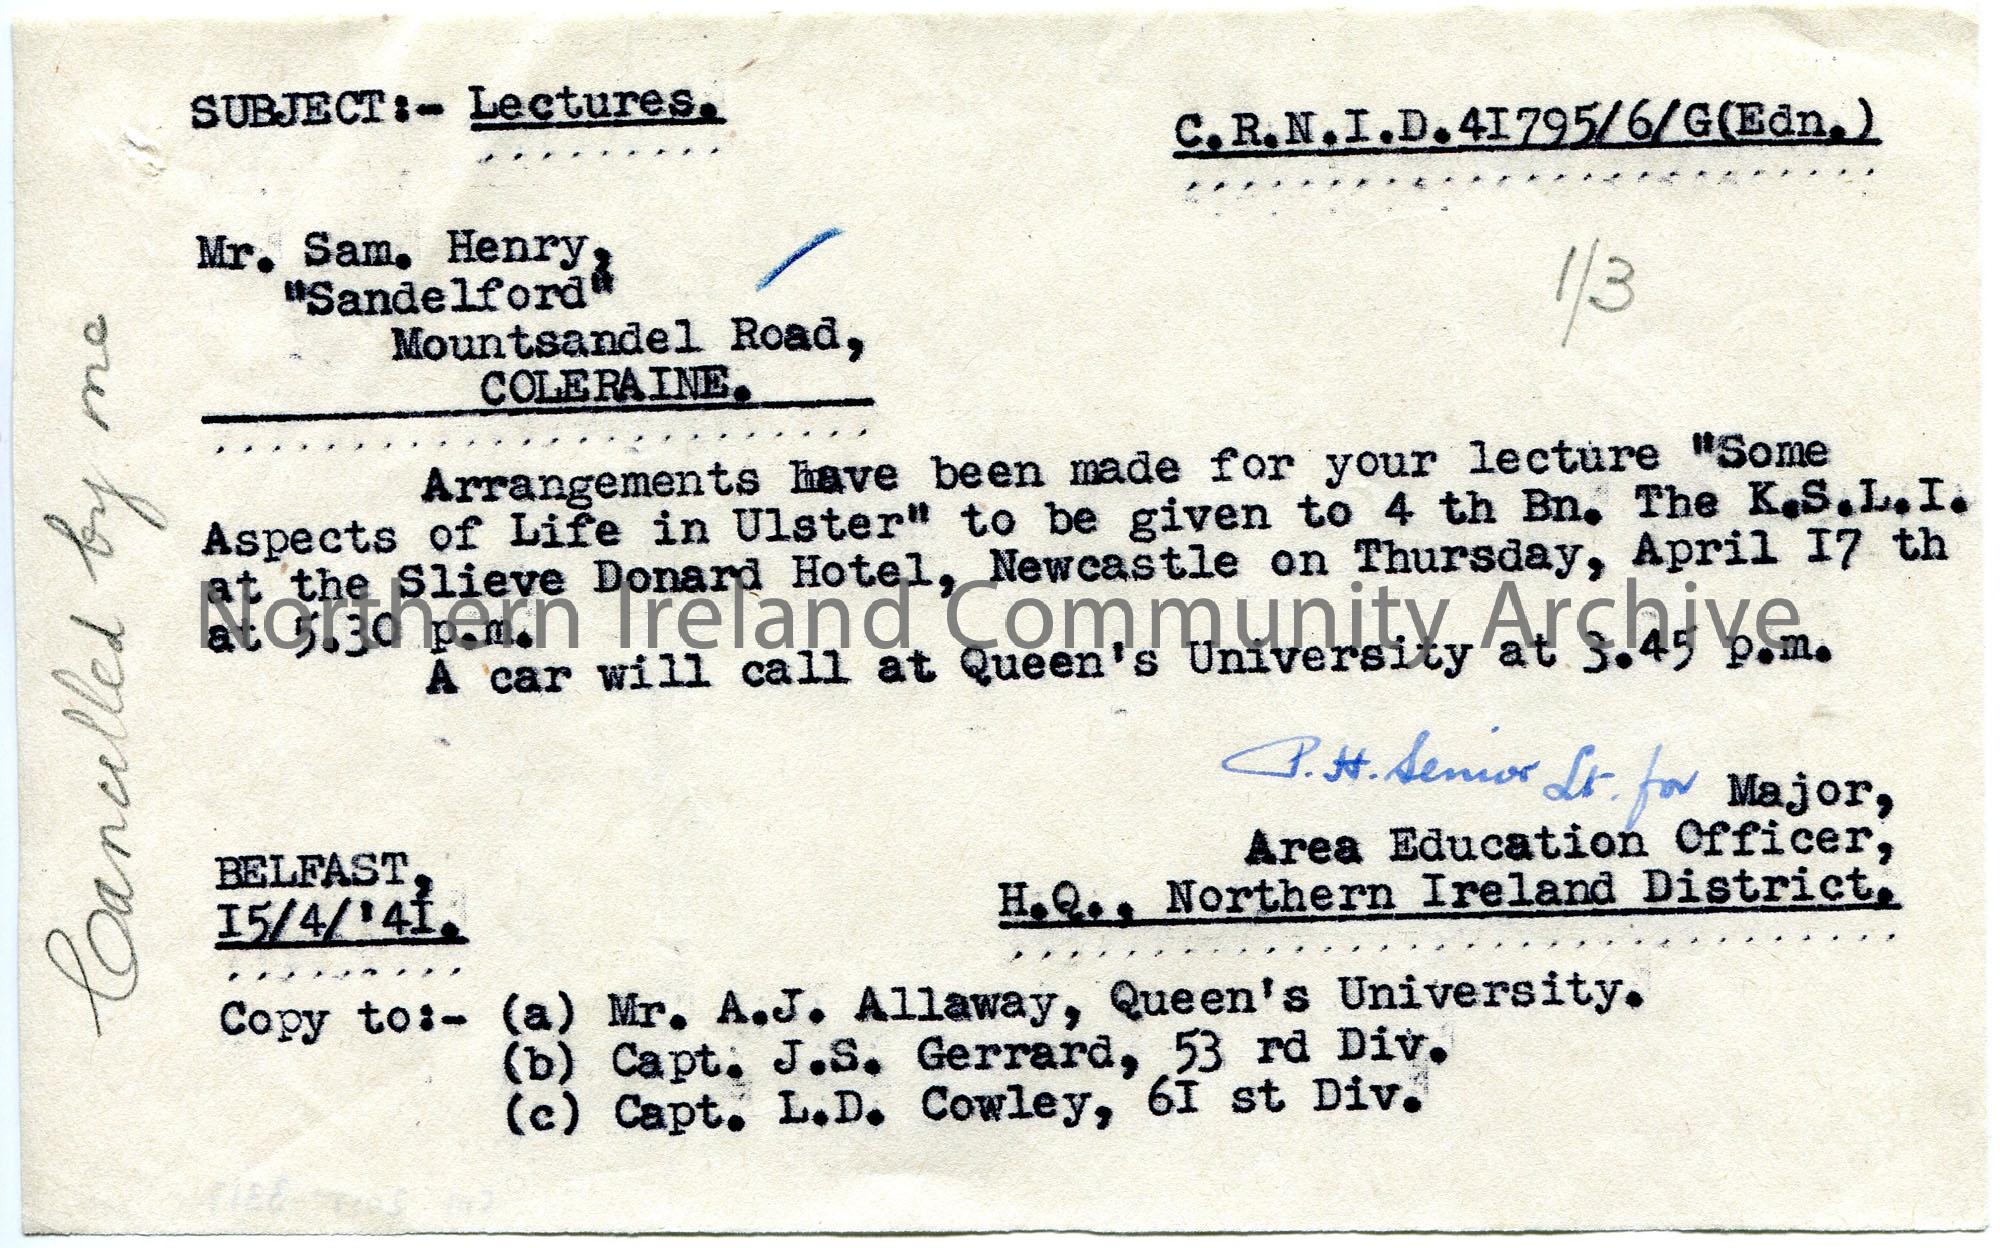 SUBJECT:- Lectures.
C.R.N.I.D.41795/6/G(Edn.)
1/3
Mr. Sam. Henry,
"Sandelford"
Mountsandel Road,
COLERAINE.
Arrangements have been made for your lecture "Some
Aspects of Life in Ulster" to be given to 4 th Bn. The K.S.L.I.
at the Slieve Donard Hotel, Newcastle on Thursday, April I7 th
at 5.30 p.m.
A car will call at Queen's University at 3.45 p.m.
Northern Ireland Community Archive
P. H. Senior Lt. for Major,
Area Education Officer,
H.Q., Northern Ireland District.
BELFAST,
I5/4/'4I.
Copy to:- (a) Mr. A.J. Allaway, Queen's University.
(b) Capt. J.S. Gerrard, 53 rd Div.
(c) Capt. L.D. Cowley, 6I st Div.
Cancelled by me